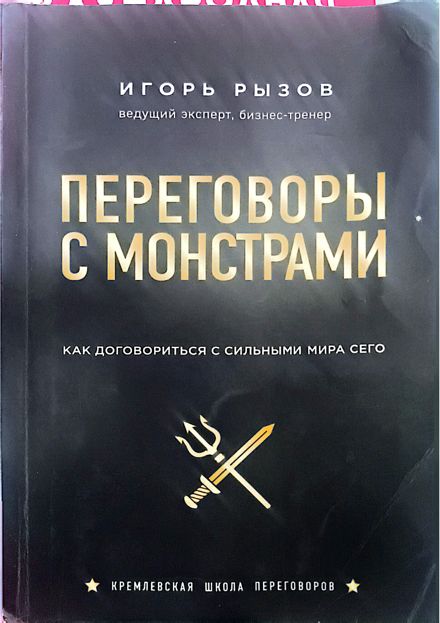 ИГОРЬ РЫЗОВ
ведущий эксперт, бизнес-тренер
ПЕРЕГОВОРЫ
С МОНСТРАМИ
КАК ДОГОВОРИТЬСЯ С СИЛЬНЫМИ МИРА СЕГО
КРЕМЛЕВСКАЯ ШКОЛА ПЕРЕГОВОРОВ